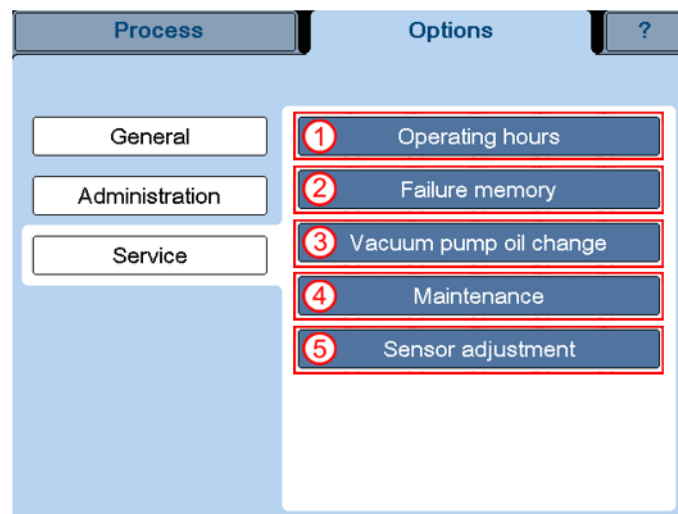 Process Options ?
General
Administration
Service
1 Operating hours
2 Failure memory
3 Vacuum pump oil change
4 Maintenance
5 Sensor adjustment